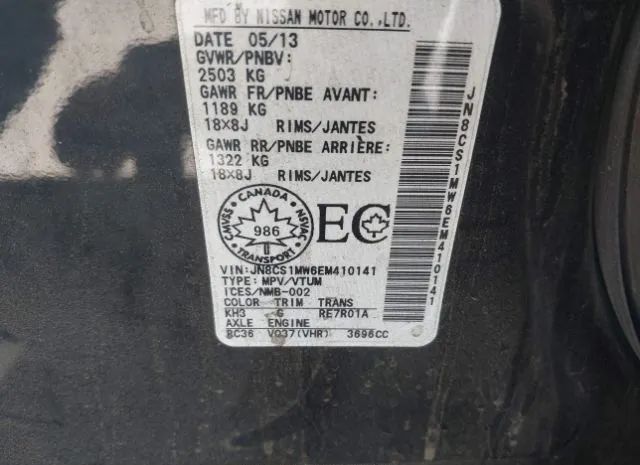 MFD BY NISSAN MOTOR CO.,LTD.
DATE 05/13
GVWR/PNBV:
2503 KG
GAWR FR/PNBE AVANT:
1189 KG
18X8J RIMS/JANTES
GAWR RR/PNBE ARRIÈRE:
1322 KG
18X8J RIMS/JANTES
CANADA
CMVSS 986 NSVAC
EC
VIN:JN8CS1MW6EM410141
TYPE: MPV/VTUM
ICES/NMB-002
COLOR TRIM TRANS
KH3 G RE7R01A
AXLE ENGINE
BC36 VQ37(VHR) 3696CC
JN8CS1MW6EM410141